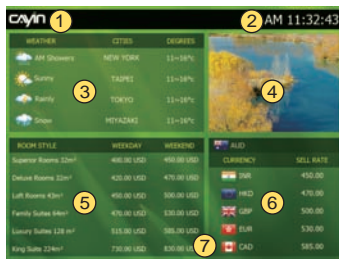 CAYIN 1 2 AM 11:32:43
WEATHER CITIES DEGREES
AM Showers NEW YORK 11~16°c
Sunny TAIPEI 11~16°c
Rainly TOKYO 11~16°c
Snow MIYAZAKI 11~16°c
3
4
ROOM STYLE WEEKDAY WEEKEND
Superior Rooms 32m² 400.00 USD 450.00 USD
Deluxe Rooms 32m² 420.00 USD 470.00 USD
Loft Rooms 43m² 450.00 USD 500.00 USD
Family Suites 64m² 470.00 USD 530.00 USD
Luxury Suites 128 m² 515.00 USD 585.00 USD
King Suite 224m² 730.00 USD 830.00 USD
5
AUD
CURRENCY SELL RATE
INR 450.00
HKD 470.00
GBP 500.00
EUR 530.00
CAD 585.00
6
7